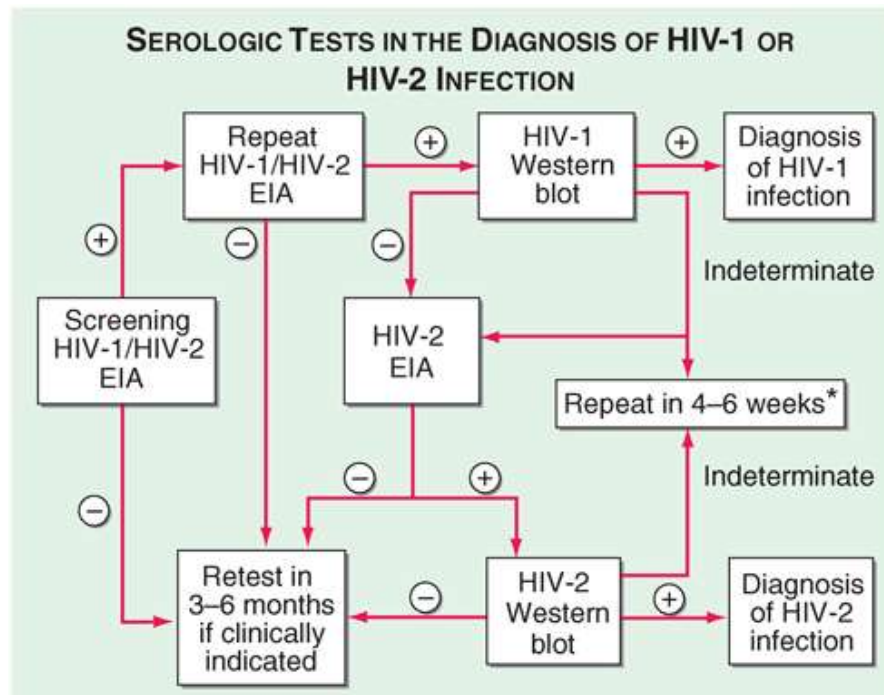 SEROLOGIC TESTS IN THE DIAGNOSIS OF HIV-1 OR
HIV-2 INFECTION
Repeat
HIV-1/HIV-2
EIA
+
HIV-1
Western
blot
+
Diagnosis
of HIV-1
infection
+
−
−
Indeterminate
Screening
HIV-1/HIV-2
EIA
HIV-2
EIA
Repeat in 4–6 weeks*
−
−
+
Indeterminate
Retest in
3–6 months
if clinically
indicated
−
HIV-2
Western
blot
+
Diagnosis
of HIV-2
infection